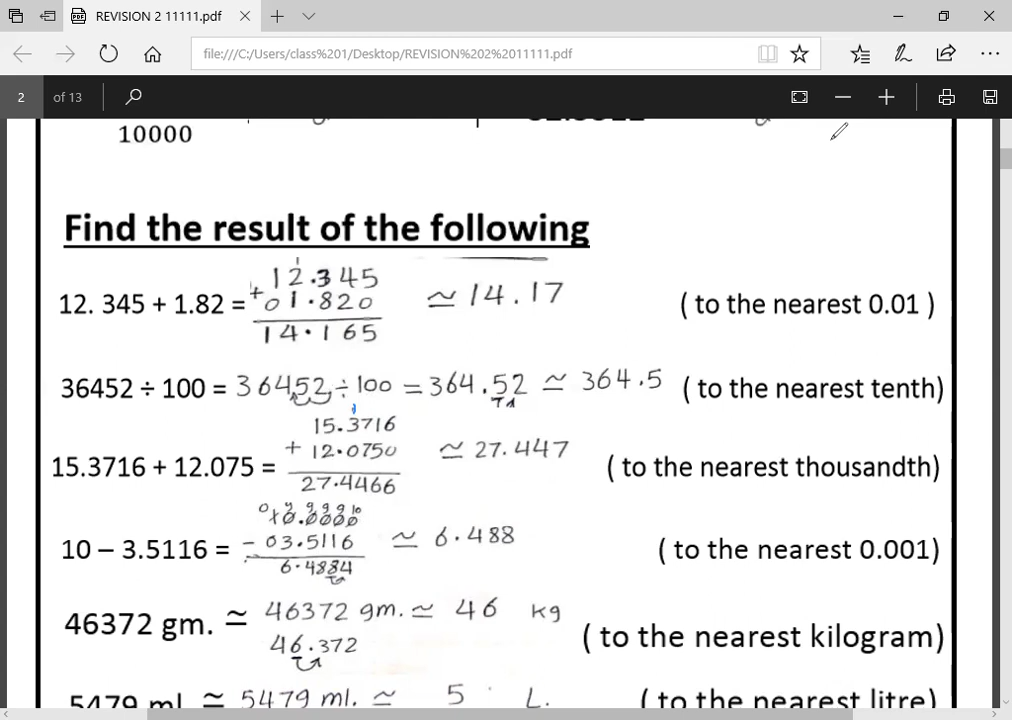 REVISION 2 11111.pdf
file:///C:/Users/class%201/Desktop/REVISION%202%2011111.pdf
2 of 13
10000
Find the result of the following
12. 345 + 1.82 = 12.345 + 01.820 14.165 ≃ 14.17 ( to the nearest 0.01 )
36452 ÷ 100 = 36452 ÷ 100 = 364.52 ≃ 364.5 ( to the nearest tenth)
15.3716 + 12.075 = 15.3716 + 12.0750 27.4466 ≃ 27.447 ( to the nearest thousandth)
10 – 3.5116 = 10.0000 - 03.5116 6.4884 ≃ 6.488 ( to the nearest 0.001)
46372 gm. ≃ 46372 gm. ≃ 46 kg ( to the nearest kilogram)
46.372
5479 ml. ≃ 5479 ml. ≃ 5 L. ( to the nearest litre)